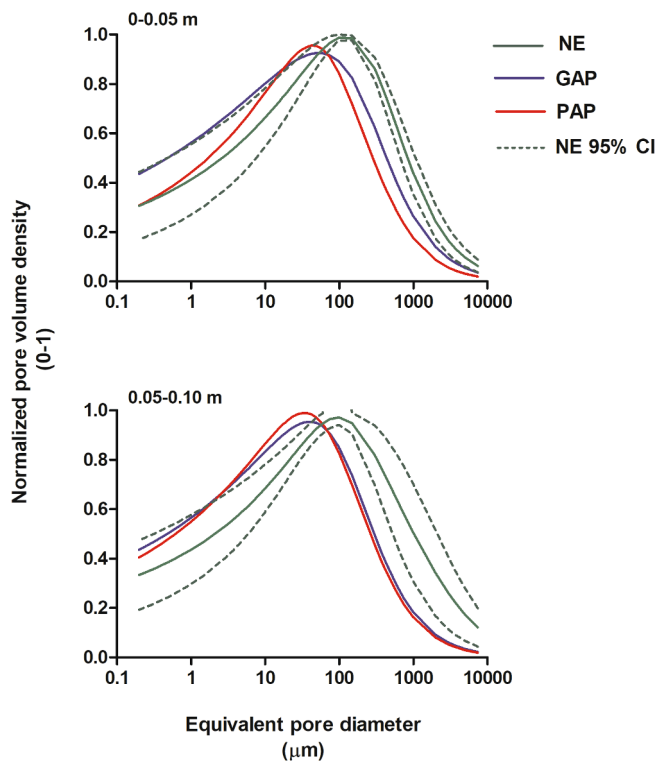 0-0.05 m
NE
GAP
PAP
NE 95% CI
1.0
0.8
0.6
0.4
0.2
0.0
0.1 1 10 100 1000 10000
Normalized pore volume density
(0-1)
0.05-0.10 m
1.0
0.8
0.6
0.4
0.2
0.0
0.1 1 10 100 1000 10000
Equivalent pore diameter
(μm)